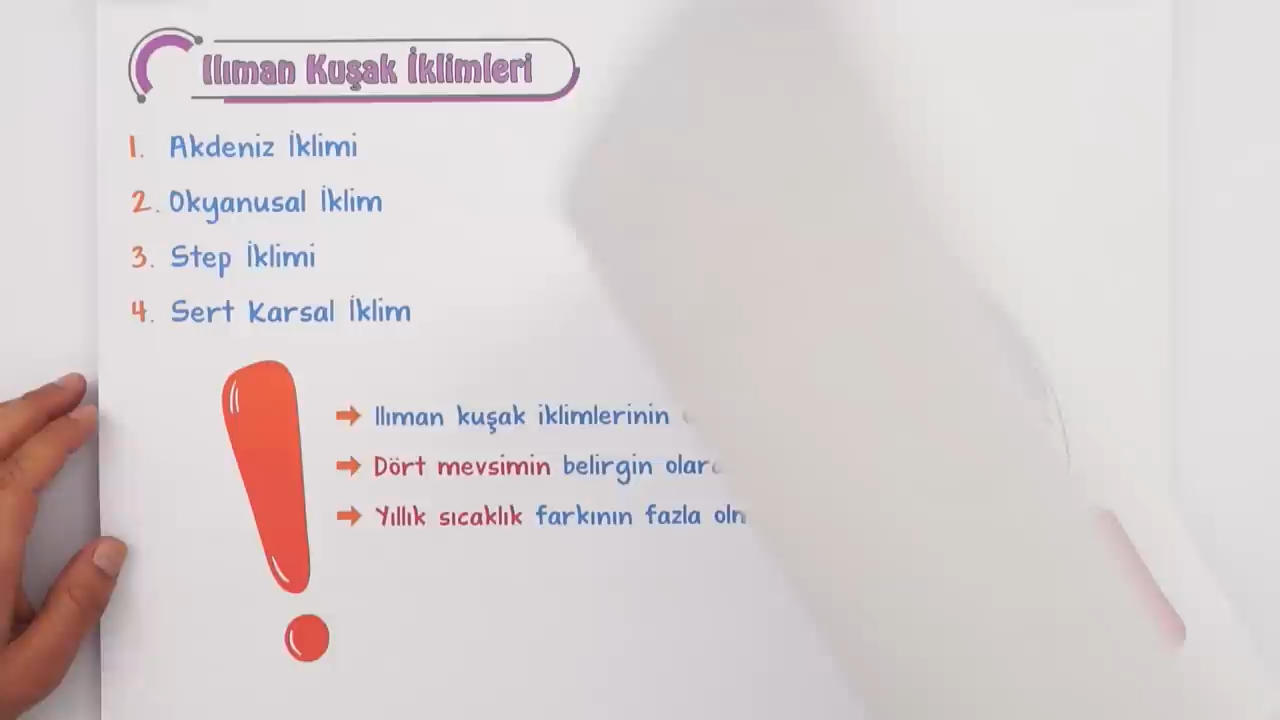 Ilıman Kuşak İklimleri
1. Akdeniz İklimi
2. Okyanusal İklim
3. Step İklimi
4. Sert Karsal İklim
Ilıman kuşak iklimlerinin
Dört mevsimin belirgin
Yıllık sıcaklık farkının fazla